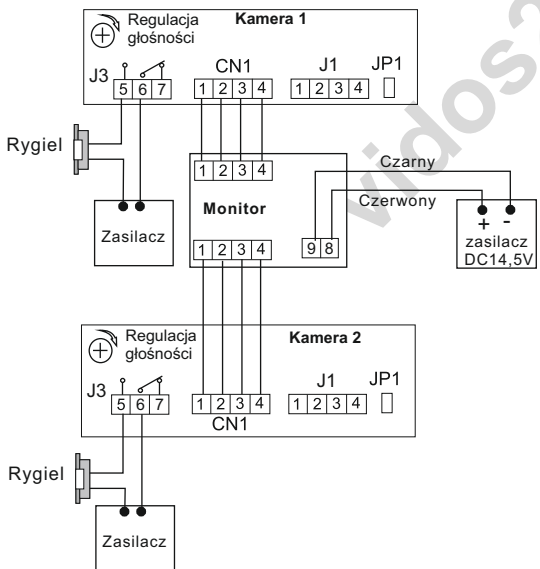 Regulacja
głośności
Kamera 1
J3
5 6 7
CN1
1 2 3 4
J1
1 2 3 4
JP1
Rygiel
Zasilacz
1 2 3 4
Monitor
1 2 3 4
9 8
Czarny
Czerwony
+ -
zasilacz
DC14,5V
Regulacja
głośności
Kamera 2
J3
5 6 7
1 2 3 4
CN1
J1
1 2 3 4
JP1
Rygiel
Zasilacz
vidos